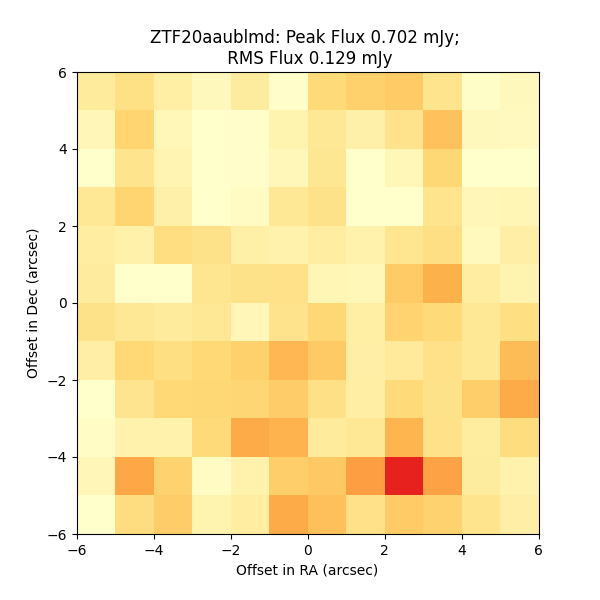 ZTF20aaublmd: Peak Flux 0.702 mJy;
RMS Flux 0.129 mJy
6
4
2
0
−2
−4
−6
Offset in Dec (arcsec)
−6 −4 −2 0 2 4 6
Offset in RA (arcsec)